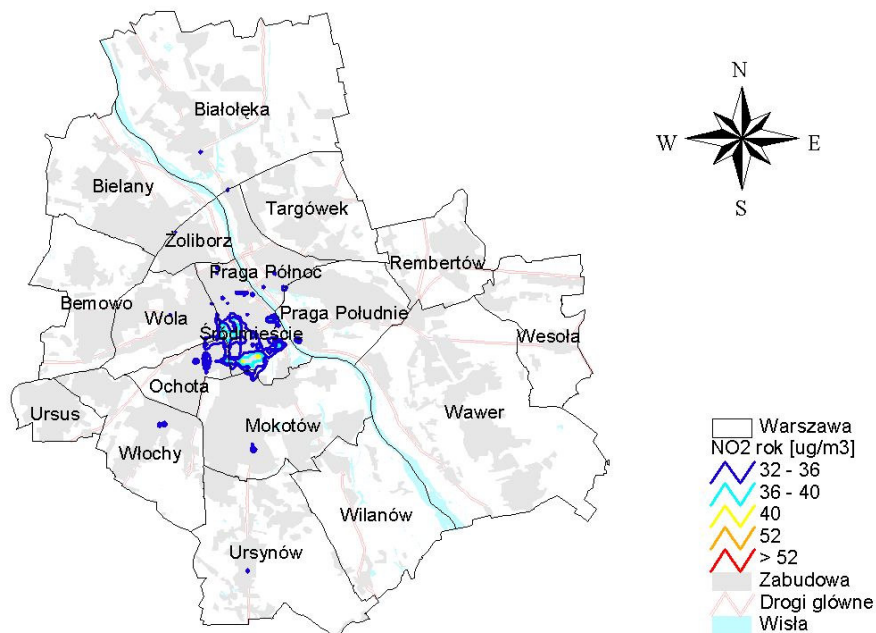 N
Białołęka
W
E
Bielany
S
Targówek
Żoliborz
Rembertów
Praga Północ
Bemowo
Praga Południe
Wola
Śródmieście
Wesoła
Ochota
Ursus
Mokotów
Wawer
Włochy
Warszawa
NO2 rok [ug/m3]
32 - 36
36 - 40
40
52
> 52
Zabudowa
Drogi glówne
Wisła
Wilanów
Ursynów